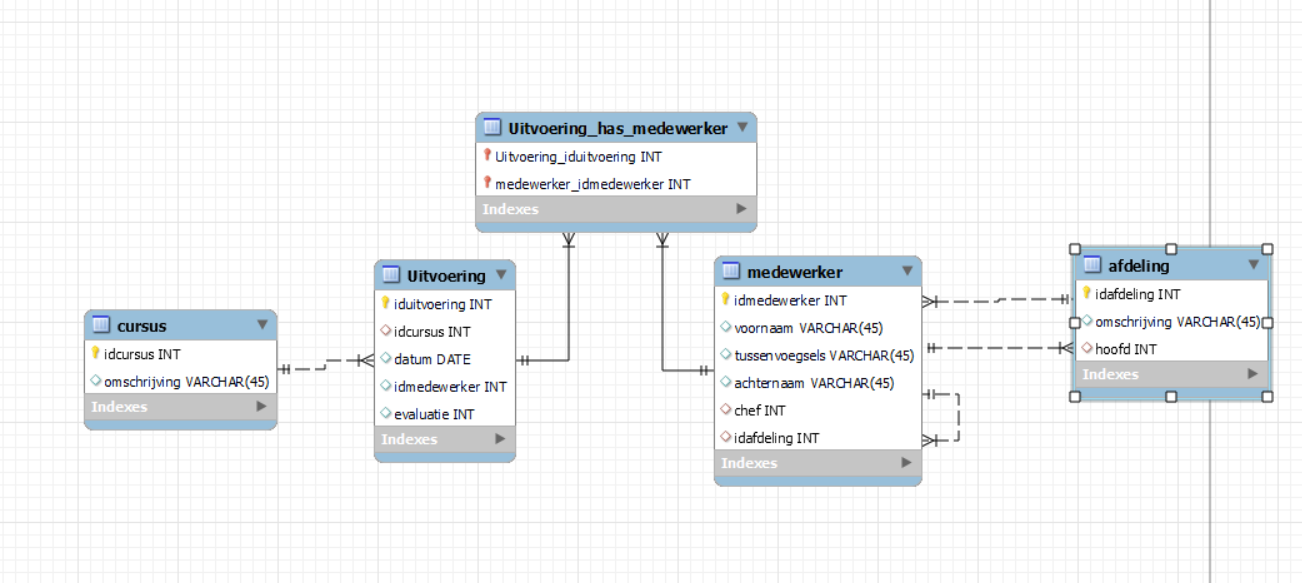 Uitvoering_has_medewerker
Uitvoering_iduitvoering INT
medewerker_idmedewerker INT
Indexes
cursus
idcursus INT
omschrijving VARCHAR(45)
Indexes
Uitvoering
iduitvoering INT
idcursus INT
datum DATE
idmedewerker INT
evaluatie INT
Indexes
medewerker
idmedewerker INT
voornaam VARCHAR(45)
tussenvoegsels VARCHAR(45)
achternaam VARCHAR(45)
chef INT
idafdeling INT
Indexes
afdeling
idafdeling INT
omschrijving VARCHAR(45)
hoofd INT
Indexes